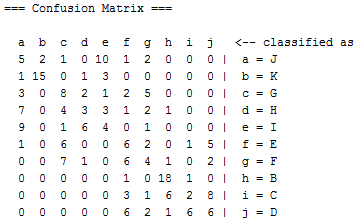 === Confusion Matrix ===
a b c d e f g h i j <-- classified as
5 2 1 0 10 1 2 0 0 0 | a = J
1 15 0 1 3 0 0 0 0 0 | b = K
3 0 8 2 1 2 5 0 0 0 | c = G
7 0 4 3 3 1 2 1 0 0 | d = H
9 0 1 6 4 0 1 0 0 0 | e = I
1 0 6 0 0 6 2 0 1 5 | f = E
0 0 7 1 0 6 4 1 0 2 | g = F
0 0 0 0 0 1 0 18 1 0 | h = B
0 0 0 0 0 3 1 6 2 8 | i = C
0 0 0 0 0 6 2 1 6 6 | j = D